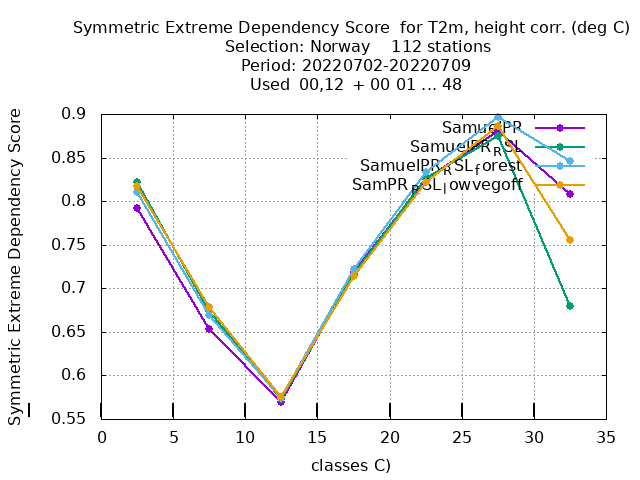 Symmetric Extreme Dependency Score for T2m, height corr. (deg C)
Selection: Norway 112 stations
Period: 20220702-20220709
Used 00,12 + 00 01 ... 48
Symmetric Extreme Dependency Score
0.9
0.85
0.8
0.75
0.7
0.65
0.6
0.55
SamuelPR
SamuelPR_RSL
SamuelPR_RSL_forest
SamPR_RSL_lowvegoff
0 5 10 15 20 25 30 35
classes C)